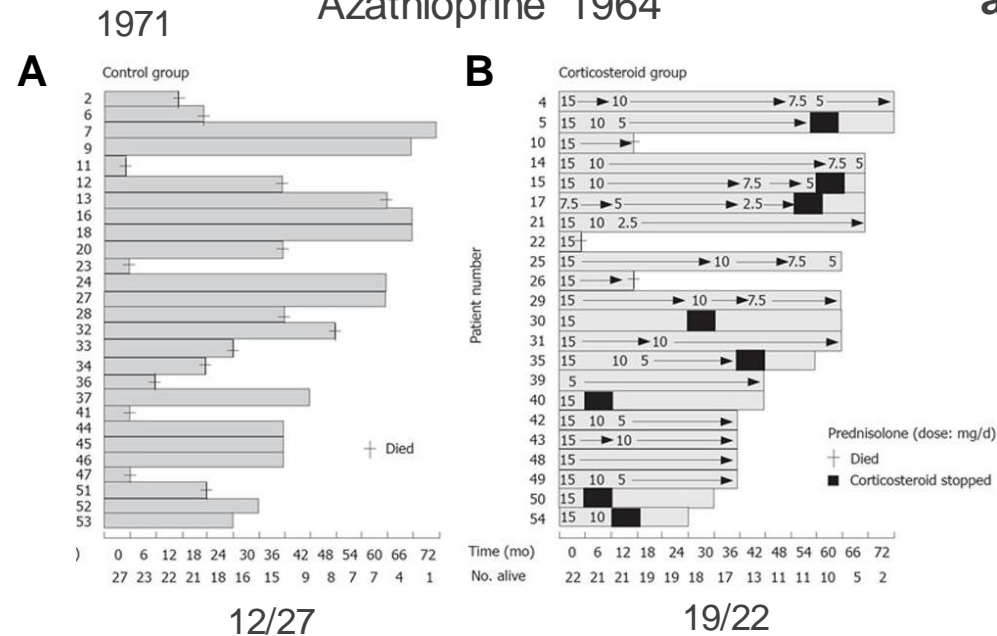 1971
Azathioprine 1964
a
A
Control group
2
6
7
9
11
12
13
16
18
20
23
24
27
28
32
33
34
36
37
41
44
45
46
47
51
52
53
Died
) 0 6 12 18 24 30 36 42 48 54 60 66 72
27 23 22 21 18 16 15 9 8 7 7 4 1
12/27
B
Corticosteroid group
Patient number
4 15 10 7.5 5
5 15 10 5
10 15
14 15 10 7.5 5
15 15 10 7.5 5
17 7.5 5 2.5
21 15 10 2.5
22 15
25 15 10 7.5 5
26 15
29 15 10 7.5
30 15
31 15 10
35 15 10 5
39 5
40 15
42 15 10 5
43 15 10
48 15
49 15 10 5
50 15
54 15 10
Prednisolone (dose: mg/d)
Died
Corticosteroid stopped
Time (mo) 0 6 12 18 24 30 36 42 48 54 60 66 72
No. alive 22 21 21 19 19 18 17 13 11 11 10 5 2
19/22